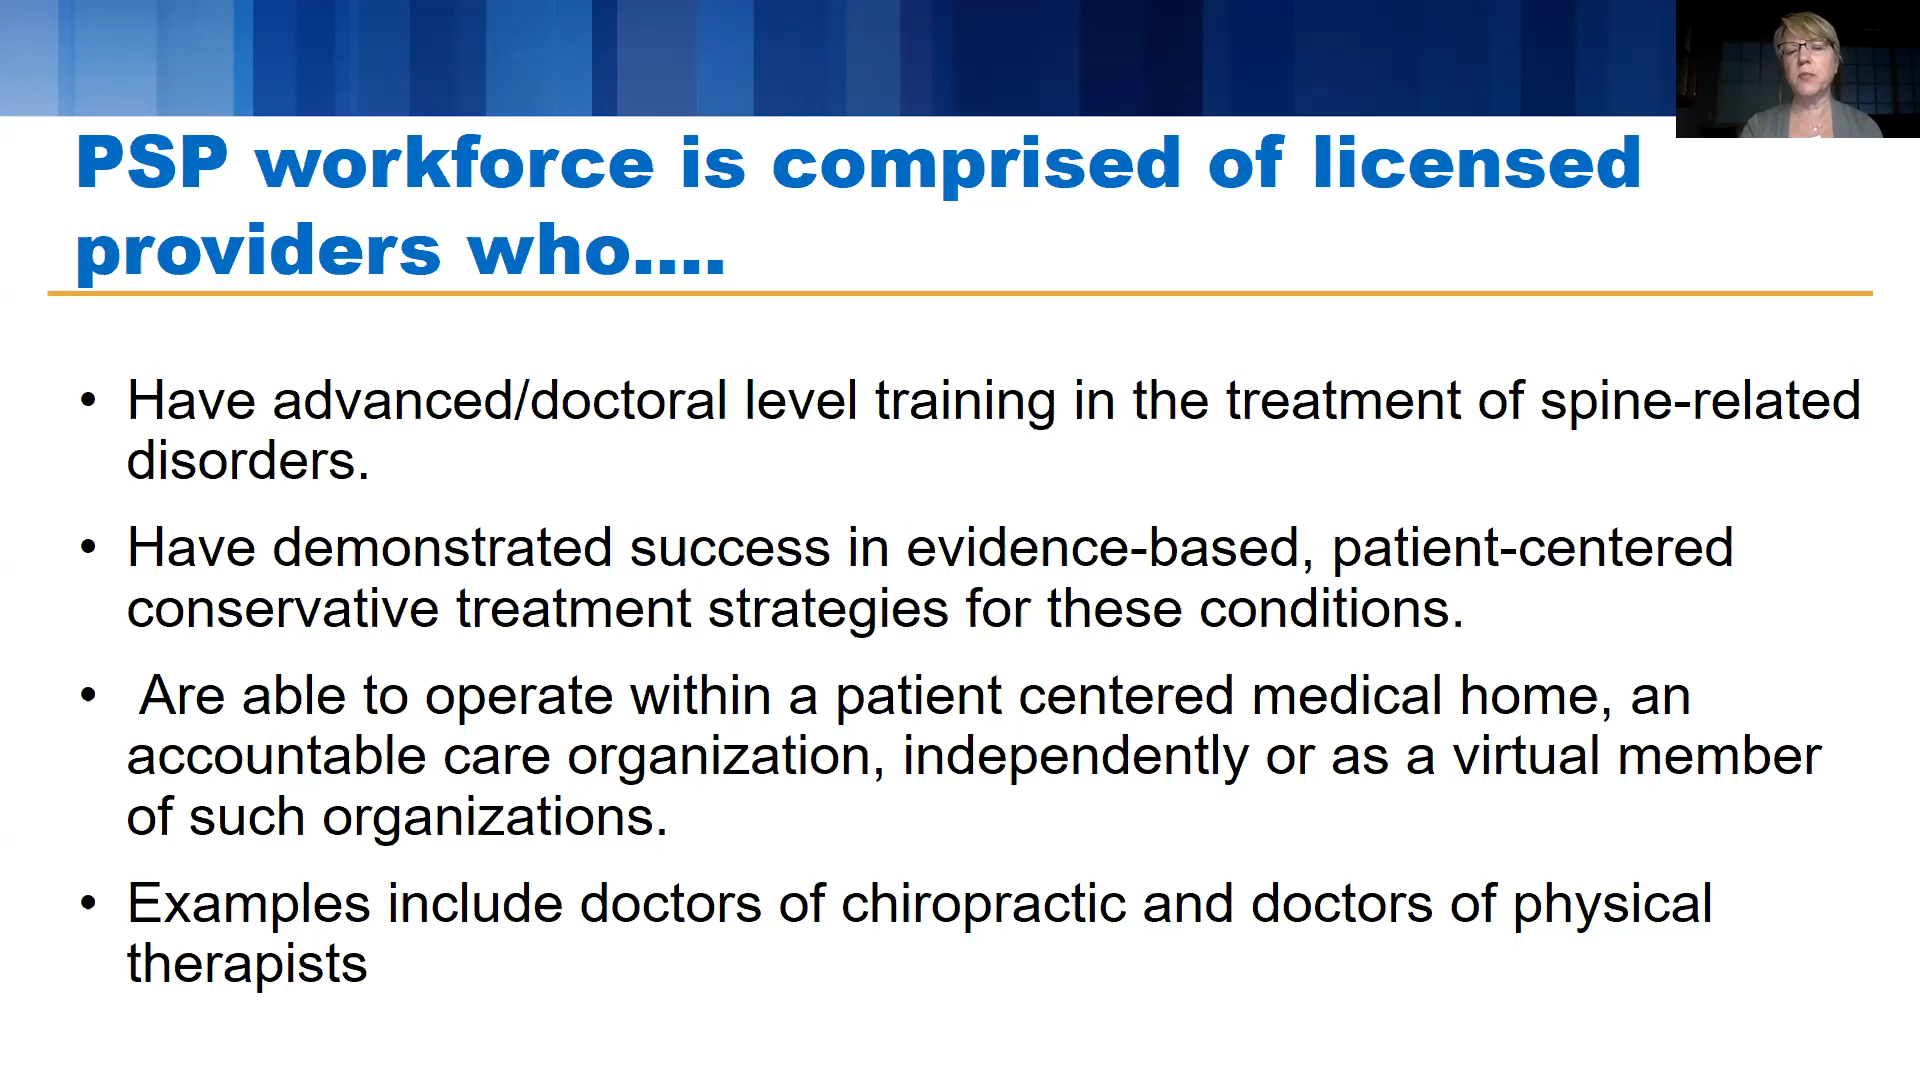 PSP workforce is comprised of licensed
providers who....
• Have advanced/doctoral level training in the treatment of spine-related
disorders.
• Have demonstrated success in evidence-based, patient-centered
conservative treatment strategies for these conditions.
• Are able to operate within a patient centered medical home, an
accountable care organization, independently or as a virtual member
of such organizations.
• Examples include doctors of chiropractic and doctors of physical
therapists